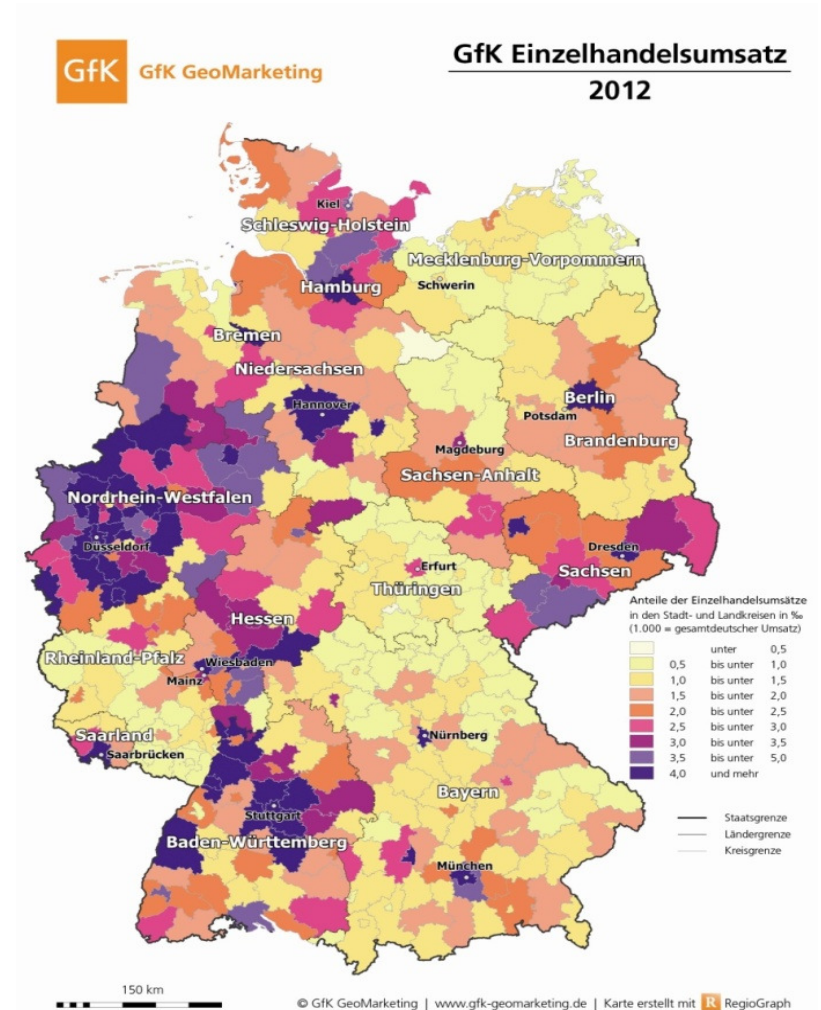 GfK
GfK GeoMarketing
GfK Einzelhandelsumsatz
2012
Kiel
Schleswig-Holstein
Mecklenburg-Vorpommern
Schwerin
Hamburg
Bremen
Niedersachsen
Hannover
Berlin
Potsdam
Brandenburg
Magdeburg
Sachsen-Anhalt
Nordrhein-Westfalen
Düsseldorf
Dresden
Erfurt
Sachsen
Thüringen
Hessen
Rheinland-Pfalz
Wiesbaden
Mainz
Saarland
Saarbrücken
Nürnberg
Bayern
Stuttgart
Baden-Württemberg
München
Anteile der Einzelhandelsumsätze
in den Stadt- und Landkreisen in ‰
(1.000 = gesamtdeutscher Umsatz)
unter 0,5
0,5 bis unter 1,0
1,0 bis unter 1,5
1,5 bis unter 2,0
2,0 bis unter 2,5
2,5 bis unter 3,0
3,0 bis unter 3,5
3,5 bis unter 5,0
4,0 und mehr
Staatsgrenze
Ländergrenze
Kreisgrenze
150 km
© GfK GeoMarketing | www.gfk-geomarketing.de | Karte erstellt mit R RegioGraph